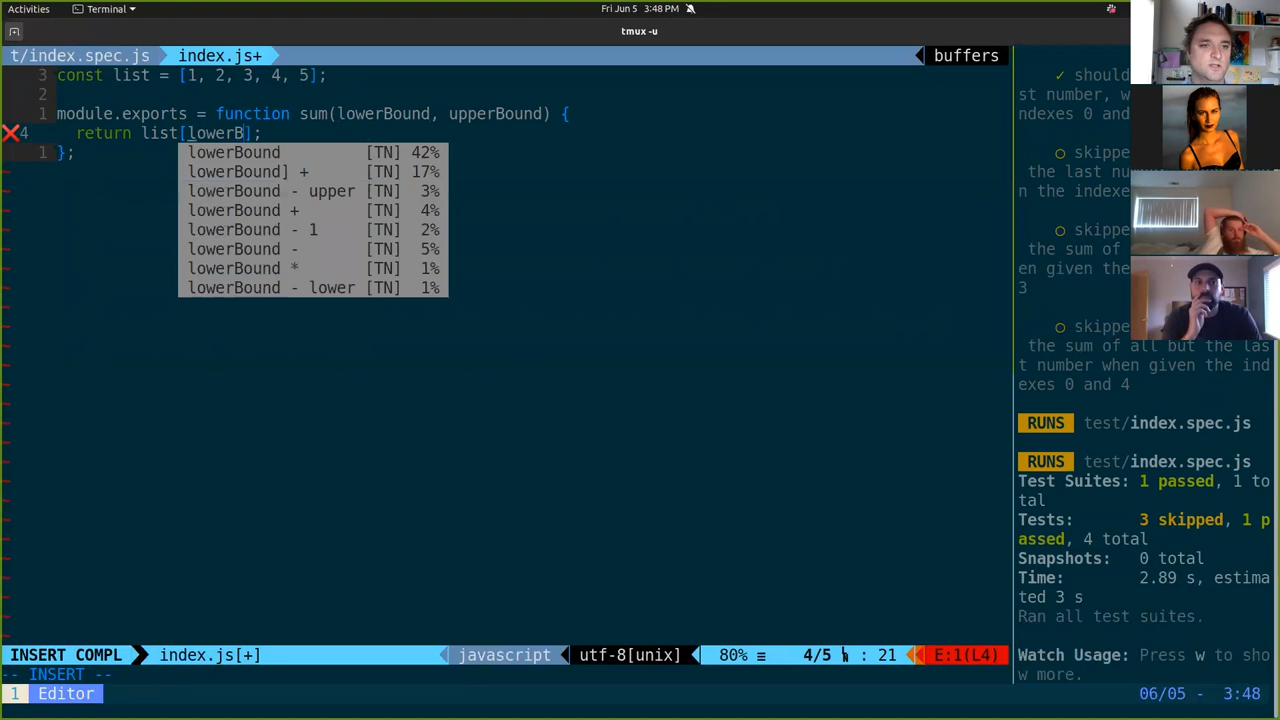 Activities
Terminal
Fri Jun 5 3:48 PM
tmux -u
t/index.spec.js
index.js+
buffers
3 const list = [1, 2, 3, 4, 5];
2
1 module.exports = function sum(lowerBound, upperBound) {
4 return list[lowerB];
1 };
lowerBound [TN] 42%
lowerBound] + [TN] 17%
lowerBound - upper [TN] 3%
lowerBound + [TN] 4%
lowerBound - 1 [TN] 2%
lowerBound - [TN] 5%
lowerBound * [TN] 1%
lowerBound - lower [TN] 1%
✓ should
st number, w
ndexes 0 and
○ skippe
the last nu
n the indexe
○ skippe
the sum of
en given the
3
○ skippe
the sum of all but the las
t number when given the ind
exes 0 and 4
RUNS test/index.spec.js
RUNS test/index.spec.js
Test Suites: 1 passed, 1 to
tal
Tests: 3 skipped, 1 p
assed, 4 total
Snapshots: 0 total
Time: 2.89 s, estima
ted 3 s
Ran all test suites.
Watch Usage: Press w to sho
w more.
INSERT COMPL index.js[+] javascript utf-8[unix] 80% ≡ 4/5 : 21 E:1(L4)
-- INSERT --
1 Editor
06/05 - 3:48